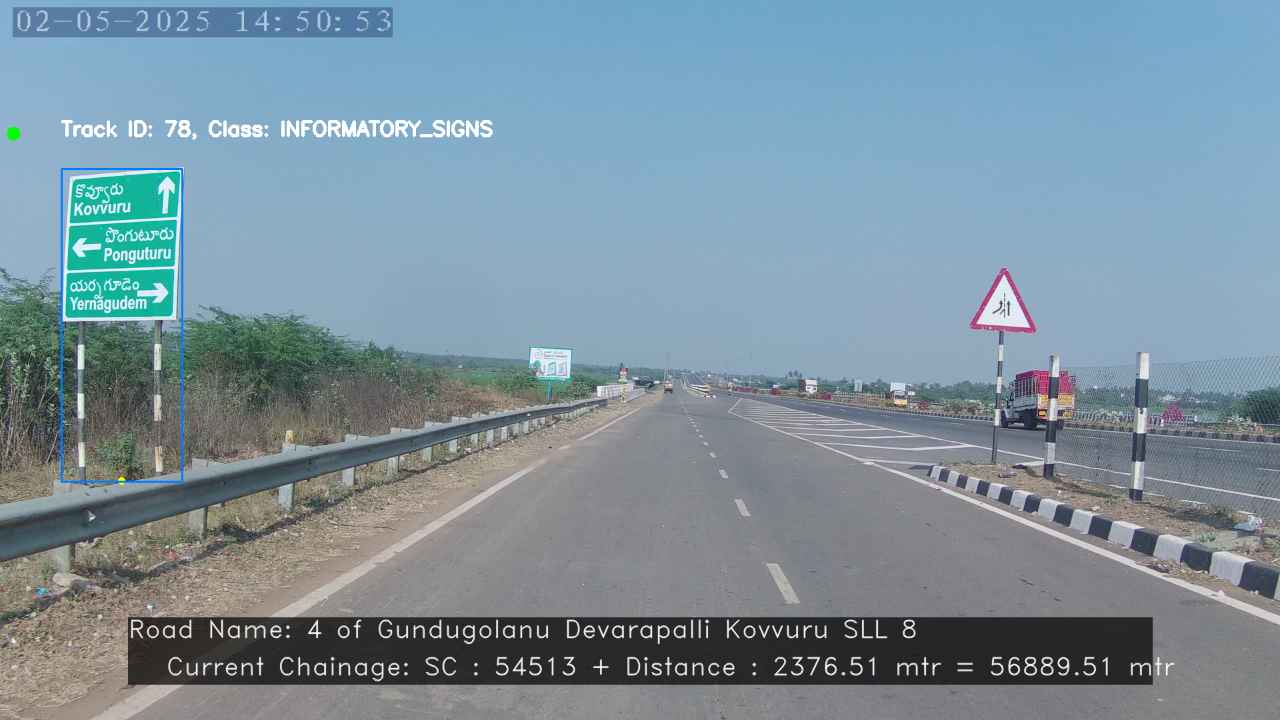 02-05-2025 14:50:53
Track ID: 78, Class: INFORMATORY_SIGNS
కొవ్వూరు
Kovvuru
పొంగుటూరు
Ponguturu
యర్నగూడెం
Yernagudem
Road Name: 4 of Gundugolanu Devarapalli Kovvuru SLL 8
Current Chainage: SC : 54513 + Distance : 2376.51 mtr = 56889.51 mtr